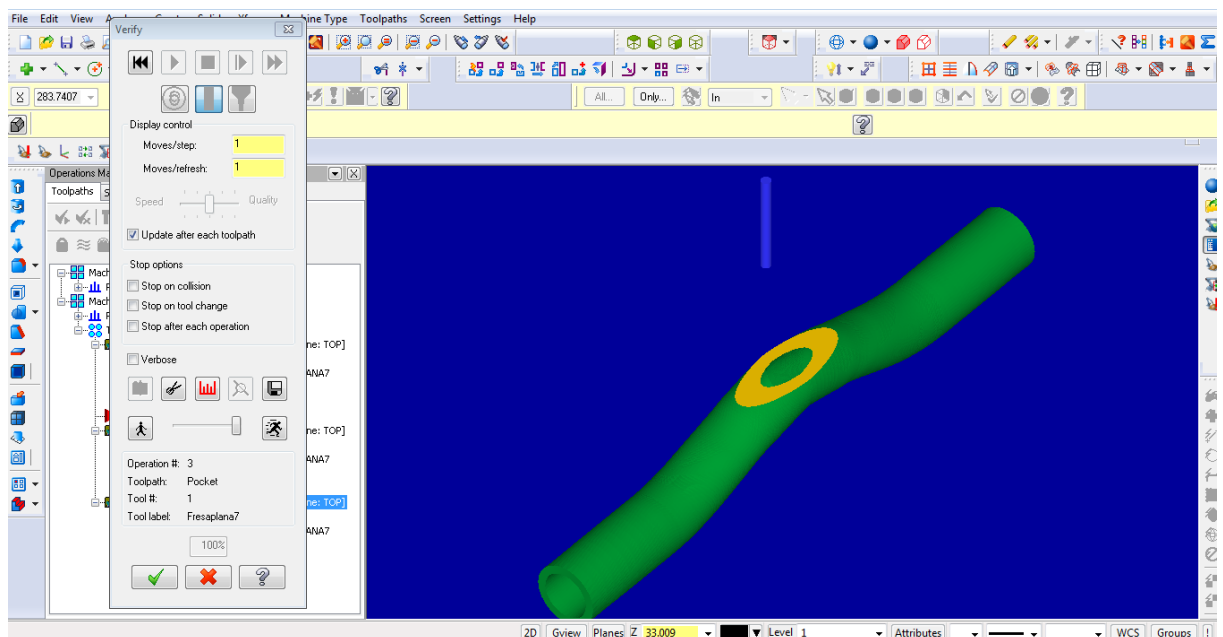 File Edit View
Machine Type Toolpaths Screen Settings Help
Verify
283.7407
All... Only... In
Operations Ma
Toolpaths S
Display control
Moves/step: 1
Moves/refresh: 1
Speed Quality
Update after each toolpath
Stop options
Stop on collision
Stop on tool change
Stop after each operation
Verbose
Mach
Mach
ne: TOP]
ANA7
ne: TOP]
ANA7
ne: TOP]
ANA7
Operation #: 3
Toolpath: Pocket
Tool #: 1
Tool label: Fresaplana7
100%
2D Gview Planes Z 33.009 Level 1 Attributes WCS Groups !